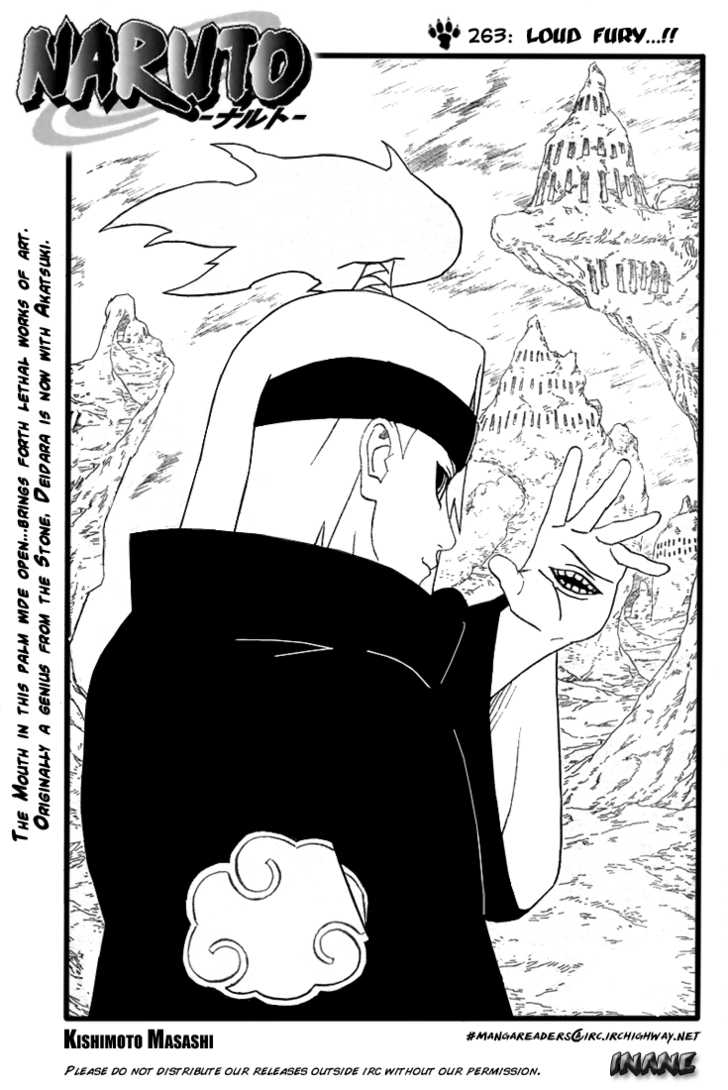 NARUTO
-ナルト-
263: LOUD FURY...!!
THE MOUTH IN THIS PALM WIDE OPEN...BRINGS FORTH LETHAL WORKS OF ART.
ORIGINALLY A GENIUS FROM THE STONE, DEIDARA IS NOW WITH AKATSUKI.
KISHIMOTO MASASHI
#MANGAREADERS@IRC.IRCHIGHWAY.NET
PLEASE DO NOT DISTRIBUTE OUR RELEASES OUTSIDE IRC WITHOUT OUR PERMISSION.
INANE